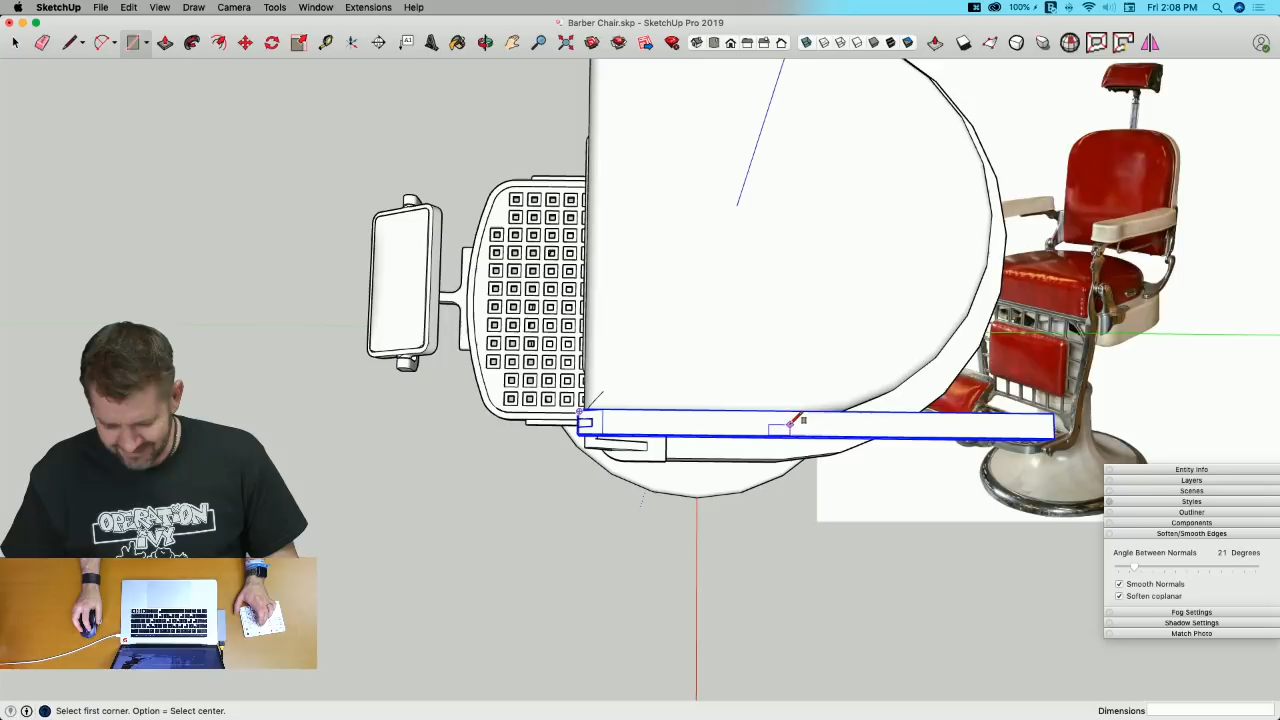 SketchUp File Edit View Draw Camera Tools Window Extensions Help
100% Fri 2:08 PM
Barber Chair.skp - SketchUp Pro 2019
OPERATION
IVY
Entity Info
Layers
Scenes
Styles
Outliner
Components
Soften/Smooth Edges
Angle Between Normals 21 Degrees
Smooth Normals
Soften coplanar
Fog Settings
Shadow Settings
Match Photo
Select first corner. Option = Select center.
Dimensions